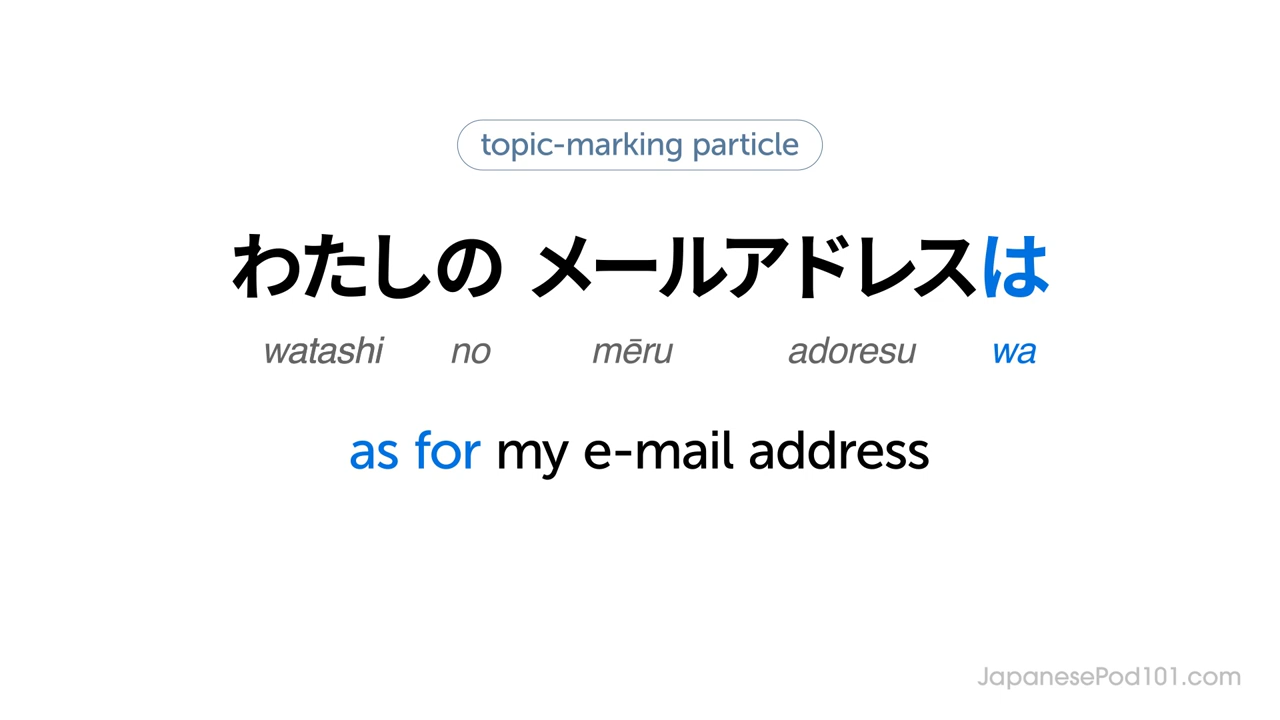 topic-marking particle
わたしの メールアドレスは
watashi no mēru adoresu wa
as for my e-mail address
JapanesePod101.com